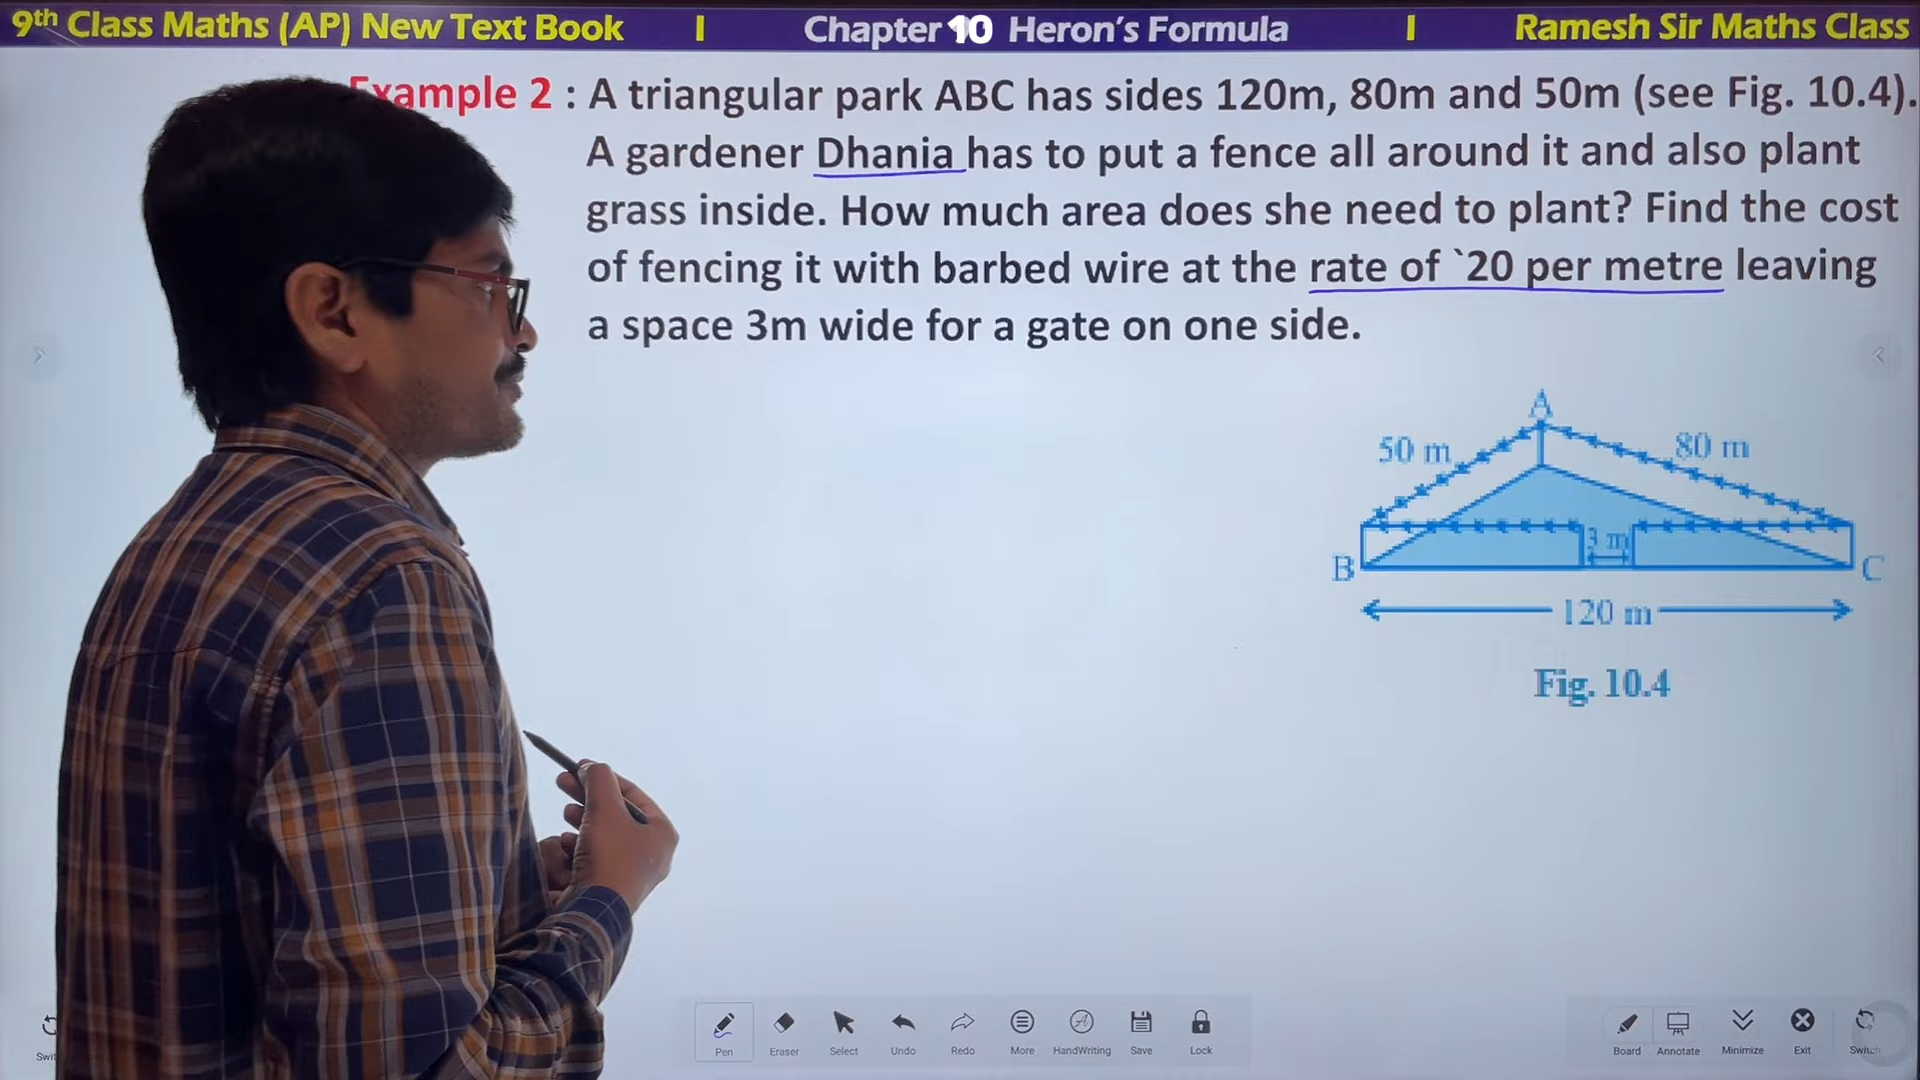 9th Class Maths (AP) New Text Book | Chapter 10 Heron's Formula | Ramesh Sir Maths Class
Example 2 : A triangular park ABC has sides 120m, 80m and 50m (see Fig. 10.4).
A gardener Dhania has to put a fence all around it and also plant
grass inside. How much area does she need to plant? Find the cost
of fencing it with barbed wire at the rate of `20 per metre leaving
a space 3m wide for a gate on one side.
A
50 m
80 m
3 m
B
C
120 m
Fig. 10.4
Pen Eraser Select Undo Redo More HandWriting Save Lock
Board Annotate Minimize Exit Switch